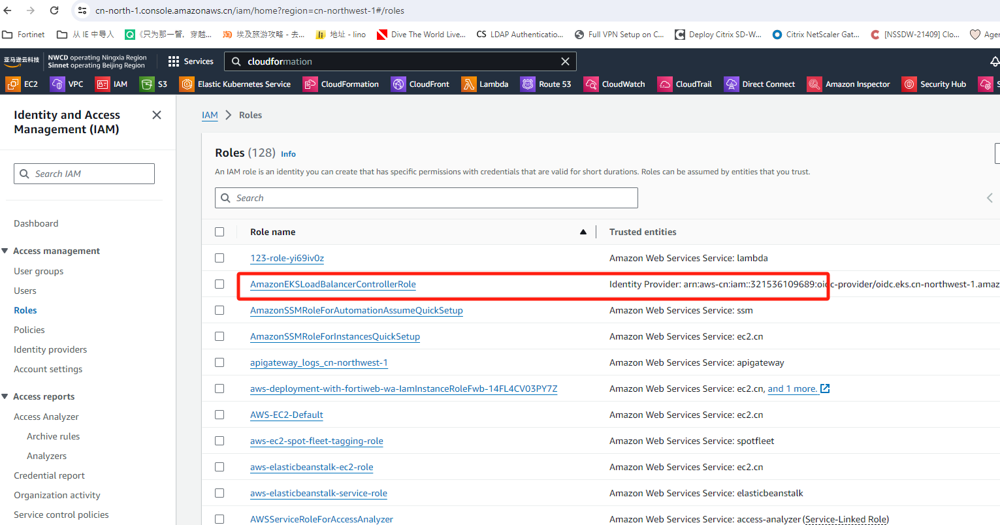 cn-north-1.console.amazonaws.cn/iam/home?region=cn-northwest-1#/roles
Fortinet
从 IE 中导入
《只为那一瞥，穿越...
埃及旅游攻略 - 去...
地址 - lino
Dive The World Live...
CS LDAP Authenticatio...
Full VPN Setup on C...
Deploy Citrix SD-W...
Citrix NetScaler Gat...
[NSSDW-21409] Clo...
Agen
亚马逊云科技
NWCD operating Ningxia Region
Sinnet operating Beijing Region
Services
cloudformation
EC2
VPC
IAM
S3
Elastic Kubernetes Service
CloudFormation
CloudFront
Lambda
Route 53
CloudWatch
CloudTrail
Direct Connect
Amazon Inspector
Security Hub
S
Identity and Access
Management (IAM)
Search IAM
Dashboard
Access management
User groups
Users
Roles
Policies
Identity providers
Account settings
Access reports
Access Analyzer
Archive rules
Analyzers
Credential report
Organization activity
Service control policies
IAM > Roles
Roles (128) Info
An IAM role is an identity you can create that has specific permissions with credentials that are valid for short durations. Roles can be assumed by entities that you trust.
Search
Role name Trusted entities
123-role-yi69iv0z Amazon Web Services Service: lambda
AmazonEKSLoadBalancerControllerRole Identity Provider: arn:aws-cn:iam::321536109689:oidc-provider/oidc.eks.cn-northwest-1.amaz
AmazonSSMRoleForAutomationAssumeQuickSetup Amazon Web Services Service: ssm
AmazonSSMRoleForInstancesQuickSetup Amazon Web Services Service: ec2.cn
apigateway_logs_cn-northwest-1 Amazon Web Services Service: apigateway
aws-deployment-with-fortiweb-wa-IamInstanceRoleFwb-14FL4CV03PY7Z Amazon Web Services Service: ec2.cn, and 1 more.
AWS-EC2-Default Amazon Web Services Service: ec2.cn
aws-ec2-spot-fleet-tagging-role Amazon Web Services Service: spotfleet
aws-elasticbeanstalk-ec2-role Amazon Web Services Service: ec2.cn
aws-elasticbeanstalk-service-role Amazon Web Services Service: elasticbeanstalk
AWSServiceRoleForAccessAnalyzer Amazon Web Services Service: access-analyzer (Service-Linked Role)